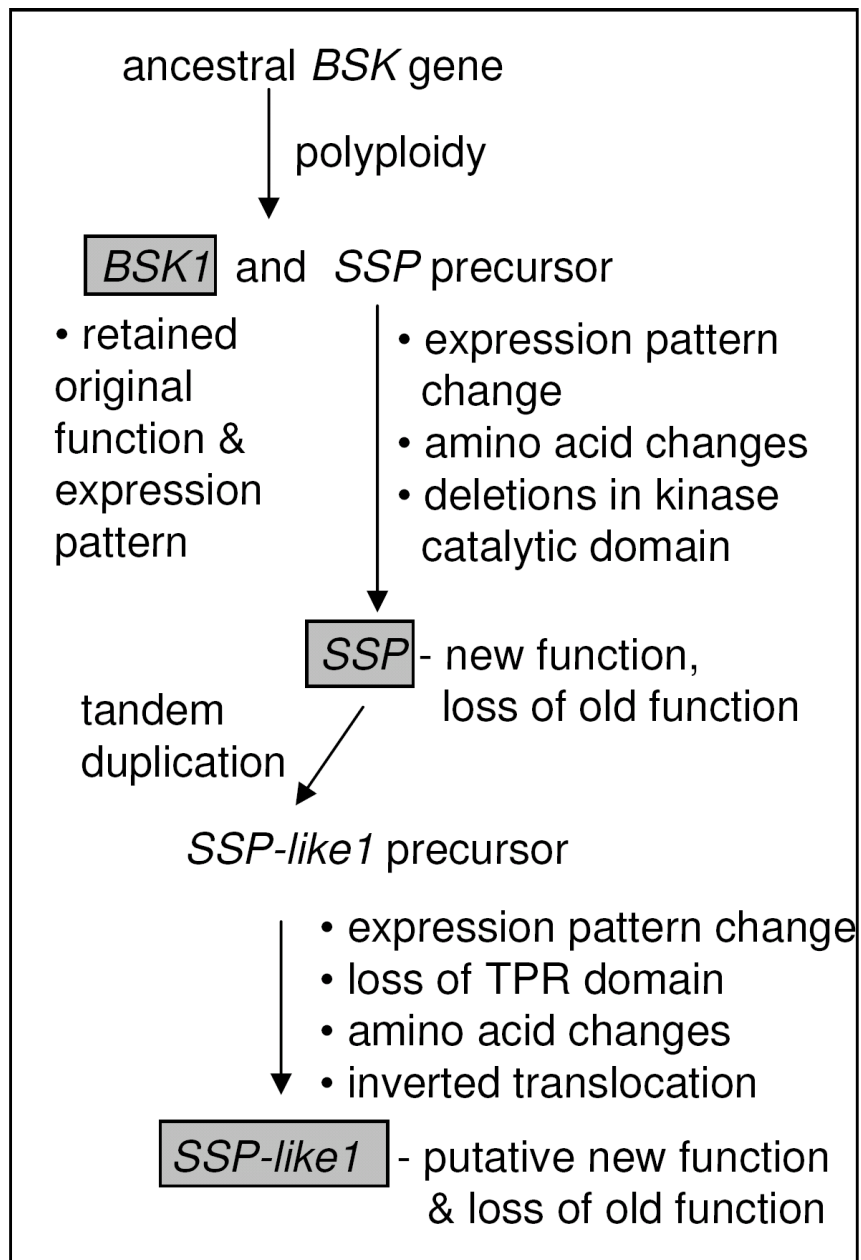 ancestral BSK gene
polyploidy
BSK1 and SSP precursor
• retained
original
function &
expression
pattern
• expression pattern
change
• amino acid changes
• deletions in kinase
catalytic domain
SSP - new function,
loss of old function
tandem
duplication
SSP-like1 precursor
• expression pattern change
• loss of TPR domain
• amino acid changes
• inverted translocation
SSP-like1 - putative new function
& loss of old function